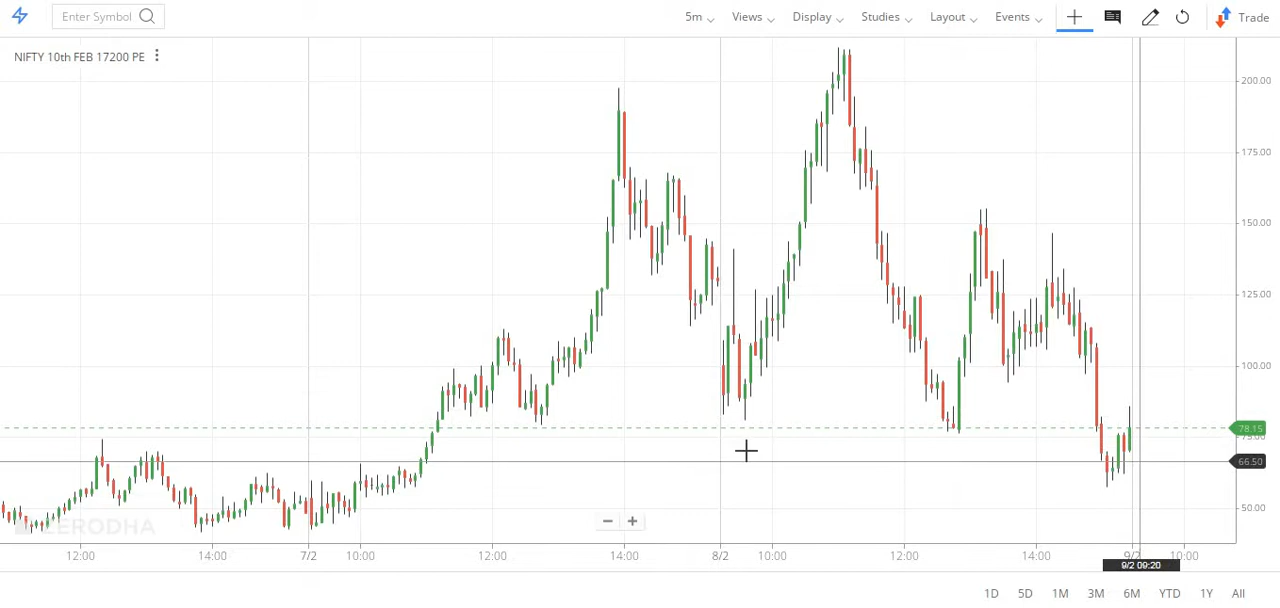 Enter Symbol 5m Views Display Studies Layout Events Trade
NIFTY 10th FEB 17200 PE
200.00
175.00
150.00
125.00
100.00
78.15
75.00
66.50
50.00
ZERODHA
12:00 14:00 7/2 10:00 12:00 14:00 8/2 10:00 12:00 14:00 9/2 10:00
9/2 09:20
1D 5D 1M 3M 6M YTD 1Y All